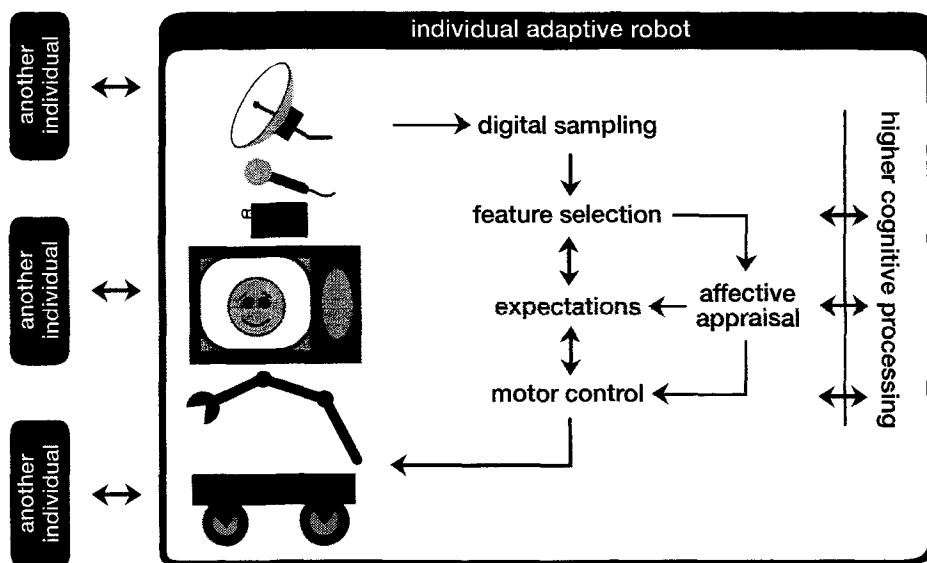 individual adaptive robot
another
individual
another
individual
another
individual
digital sampling
feature selection
expectations
affective
appraisal
motor control
higher cognitive processing